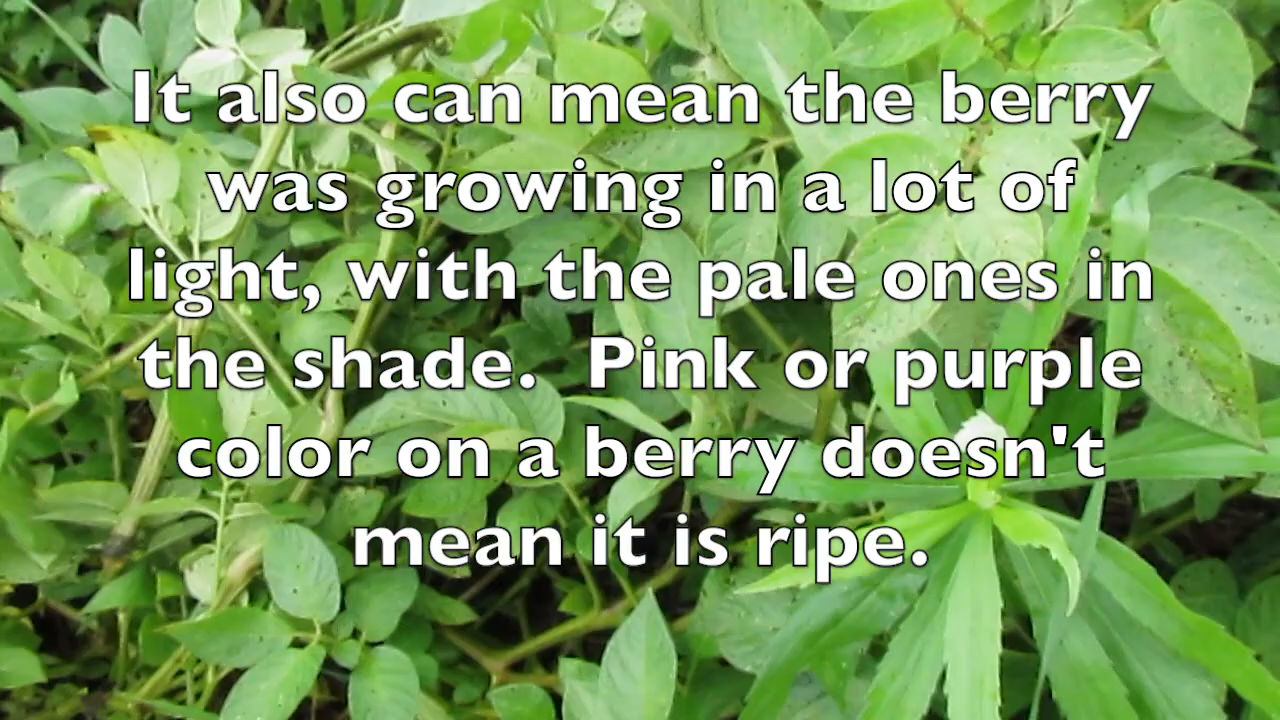 It also can mean the berry
was growing in a lot of
light, with the pale ones in
the shade.  Pink or purple
color on a berry doesn't
mean it is ripe.